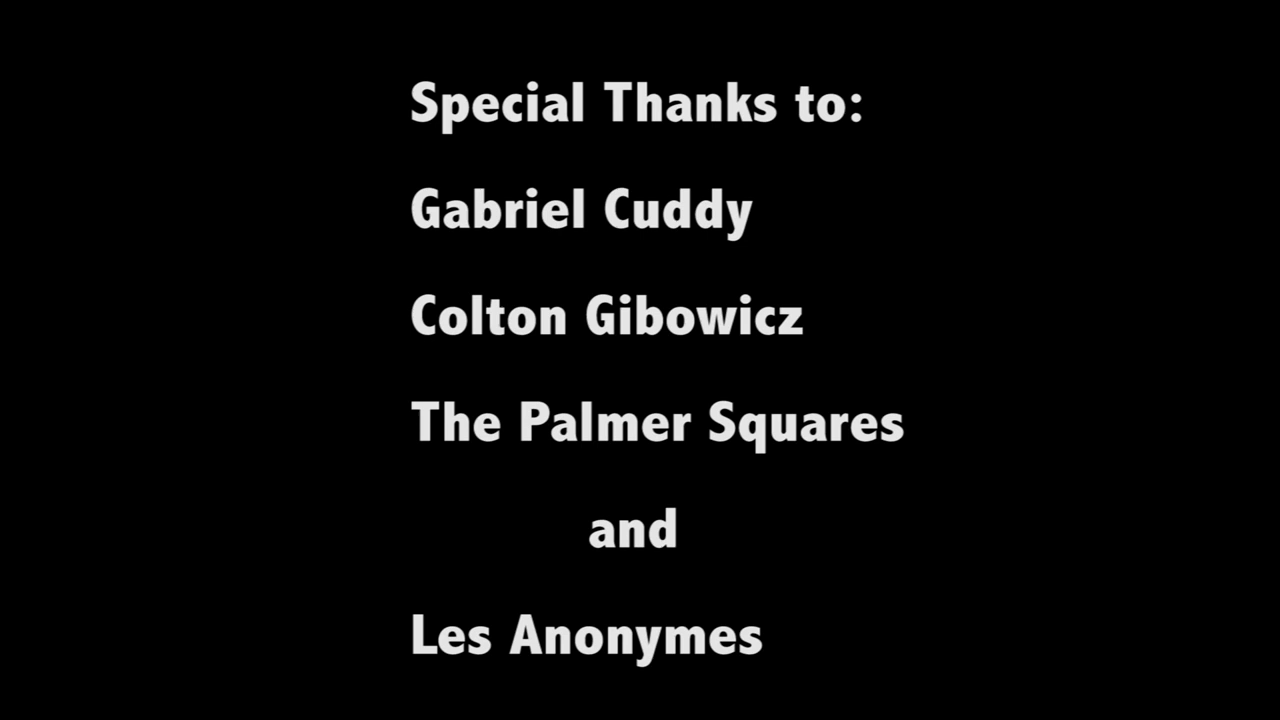 Special Thanks to:
Gabriel Cuddy
Colton Gibowicz
The Palmer Squares
and
Les Anonymes